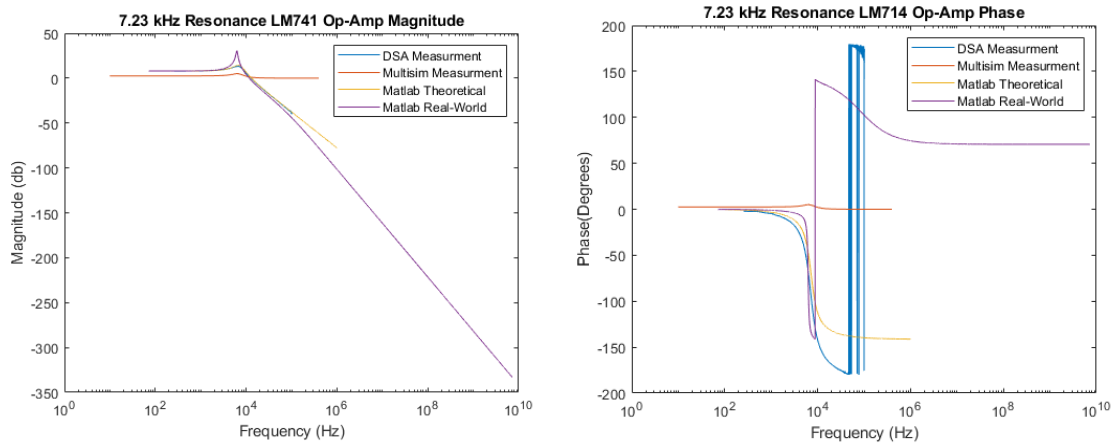 7.23 kHz Resonance LM741 Op-Amp Magnitude
50
0
-50
-100
-150
-200
-250
-300
-350
Magnitude (db)
DSA Measurment
Multisim Measurment
Matlab Theoretical
Matlab Real-World
10^0
10^2
10^4
10^6
10^8
10^10
Frequency (Hz)
7.23 kHz Resonance LM714 Op-Amp Phase
200
150
100
50
0
-50
-100
-150
-200
Phase(Degrees)
DSA Measurment
Multisim Measurment
Matlab Theoretical
Matlab Real-World
10^0
10^2
10^4
10^6
10^8
10^10
Frequency (Hz)